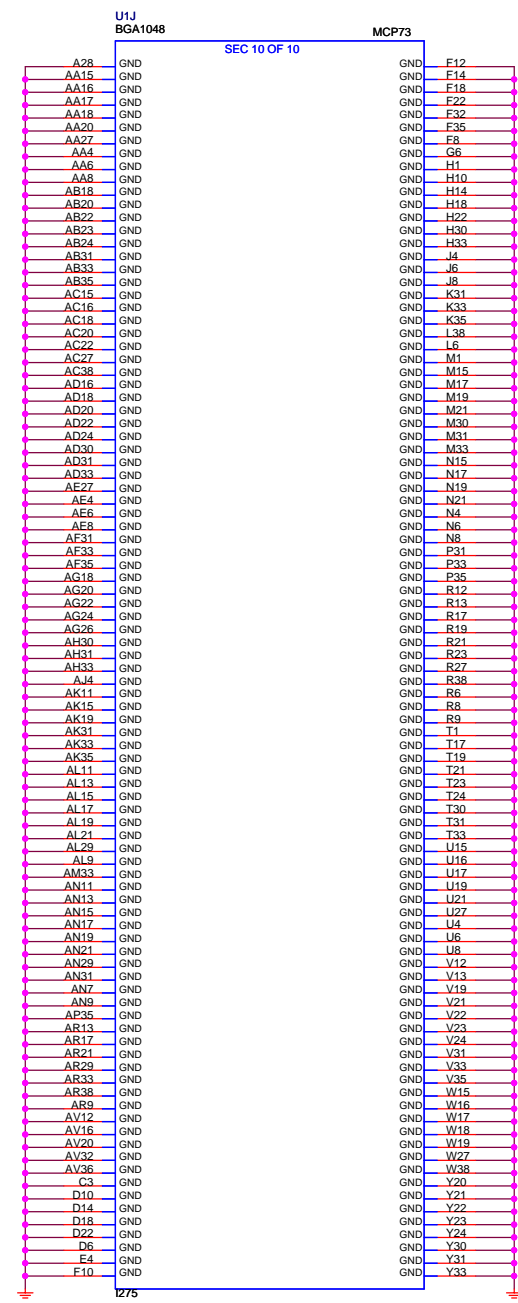 U1J
BGA1048 MCP73
SEC 10 OF 10
A28 GND GND F12
AA15 GND GND F14
AA16 GND GND F18
AA17 GND GND F22
AA18 GND GND F32
AA20 GND GND F35
AA27 GND GND F8
AA4 GND GND G6
AA6 GND GND H1
AA8 GND GND H10
AB18 GND GND H14
AB20 GND GND H18
AB22 GND GND H22
AB23 GND GND H30
AB24 GND GND H33
AB31 GND GND J4
AB33 GND GND J6
AB35 GND GND J8
AC15 GND GND K31
AC16 GND GND K33
AC18 GND GND K35
AC20 GND GND L38
AC22 GND GND L6
AC27 GND GND M1
AC38 GND GND M15
AD16 GND GND M17
AD18 GND GND M19
AD20 GND GND M21
AD22 GND GND M30
AD24 GND GND M31
AD30 GND GND M33
AD31 GND GND N15
AD33 GND GND N17
AE27 GND GND N19
AE4 GND GND N21
AE6 GND GND N4
AE8 GND GND N6
AF31 GND GND N8
AF33 GND GND P31
AF35 GND GND P33
AG18 GND GND P35
AG20 GND GND R12
AG22 GND GND R13
AG24 GND GND R17
AG26 GND GND R19
AH30 GND GND R21
AH31 GND GND R23
AH33 GND GND R27
AJ4 GND GND R38
AK11 GND GND R6
AK15 GND GND R8
AK19 GND GND R9
AK31 GND GND T1
AK33 GND GND T17
AK35 GND GND T19
AL11 GND GND T21
AL13 GND GND T23
AL15 GND GND T24
AL17 GND GND T30
AL19 GND GND T31
AL21 GND GND T33
AL29 GND GND U15
AL9 GND GND U16
AM33 GND GND U17
AN11 GND GND U19
AN13 GND GND U21
AN15 GND GND U27
AN17 GND GND U4
AN19 GND GND U6
AN21 GND GND U8
AN29 GND GND V12
AN31 GND GND V13
AN7 GND GND V19
AN9 GND GND V21
AP35 GND GND V22
AR13 GND GND V23
AR17 GND GND V24
AR21 GND GND V31
AR29 GND GND V33
AR33 GND GND V35
AR38 GND GND W15
AR9 GND GND W16
AV12 GND GND W17
AV16 GND GND W18
AV20 GND GND W19
AV32 GND GND W27
AV36 GND GND W38
C3 GND GND Y20
D10 GND GND Y21
D14 GND GND Y22
D18 GND GND Y23
D22 GND GND Y24
D6 GND GND Y30
E4 GND GND Y31
F10 GND GND Y33
I275